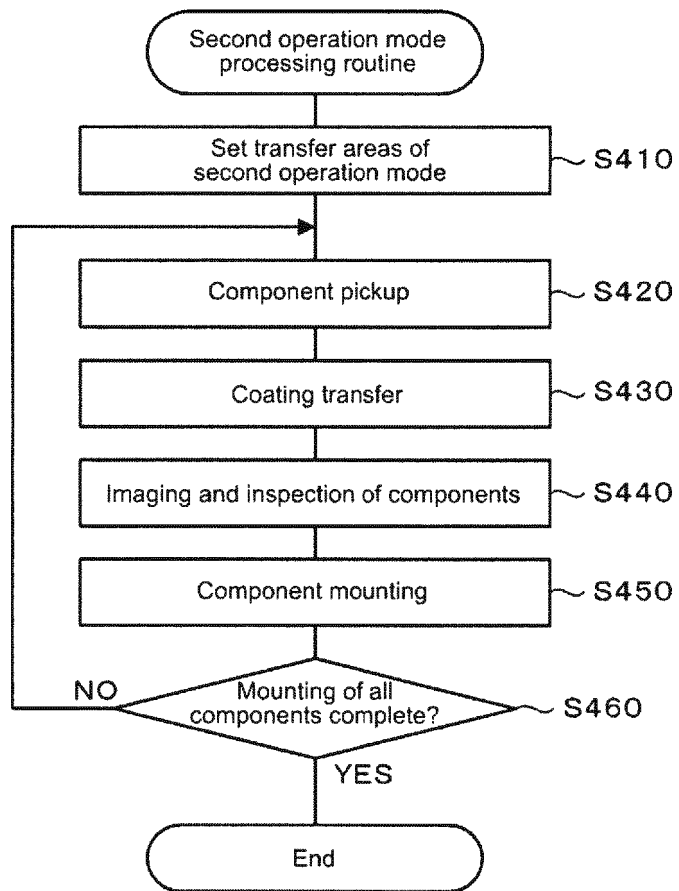 Second operation mode
processing routine
Set transfer areas of
second operation mode
S410
Component pickup
S420
Coating transfer
S430
Imaging and inspection of components
S440
Component mounting
S450
NO
Mounting of all
components complete?
S460
YES
End